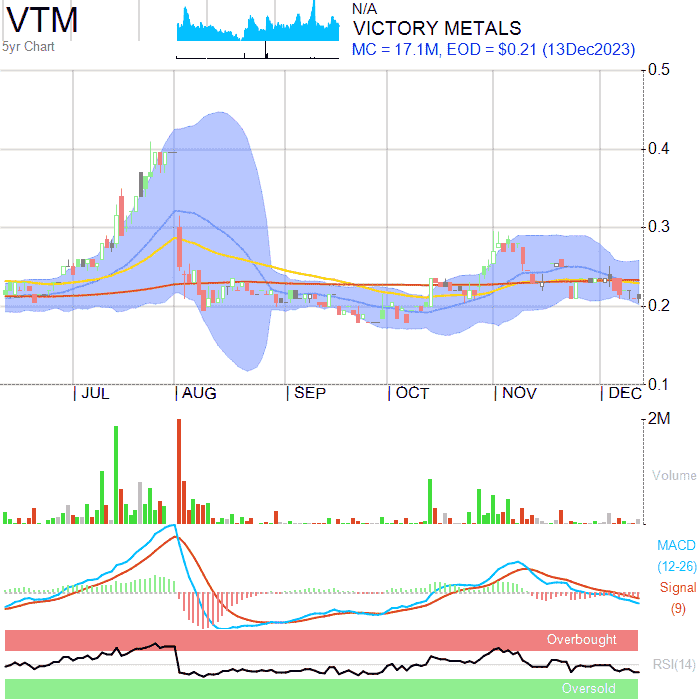 VTM
5yr Chart
N/A
VICTORY METALS
MC = 17.1M, EOD = $0.21 (13Dec2023)
0.5
0.4
0.3
0.2
0.1
JUL AUG SEP OCT NOV DEC
2M
Volume
MACD
(12-26)
Signal
(9)
Overbought
RSI(14)
Oversold